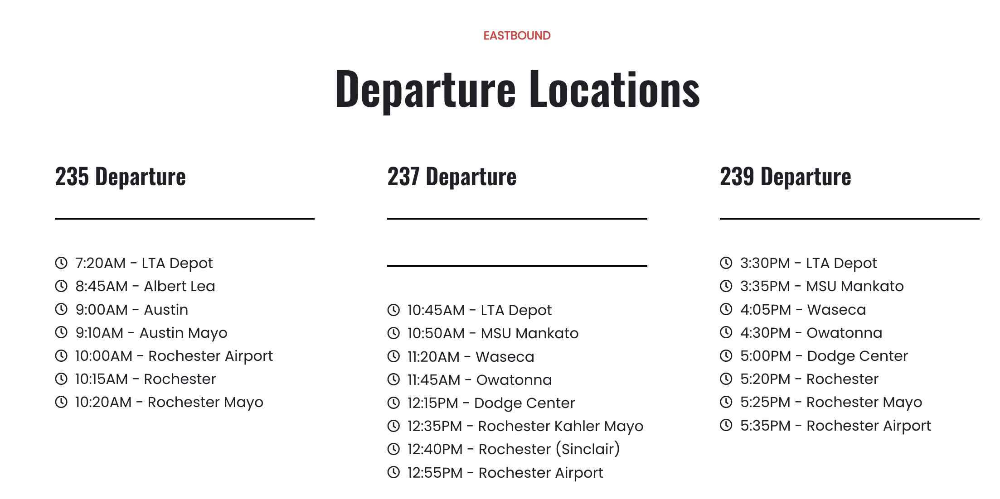 EASTBOUND
Departure Locations
235 Departure
7:20AM - LTA Depot
8:45AM - Albert Lea
9:00AM - Austin
9:10AM - Austin Mayo
10:00AM - Rochester Airport
10:15AM - Rochester
10:20AM - Rochester Mayo
237 Departure
10:45AM - LTA Depot
10:50AM - MSU Mankato
11:20AM - Waseca
11:45AM - Owatonna
12:15PM - Dodge Center
12:35PM - Rochester Kahler Mayo
12:40PM - Rochester (Sinclair)
12:55PM - Rochester Airport
239 Departure
3:30PM - LTA Depot
3:35PM - MSU Mankato
4:05PM - Waseca
4:30PM - Owatonna
5:00PM - Dodge Center
5:20PM - Rochester
5:25PM - Rochester Mayo
5:35PM - Rochester Airport